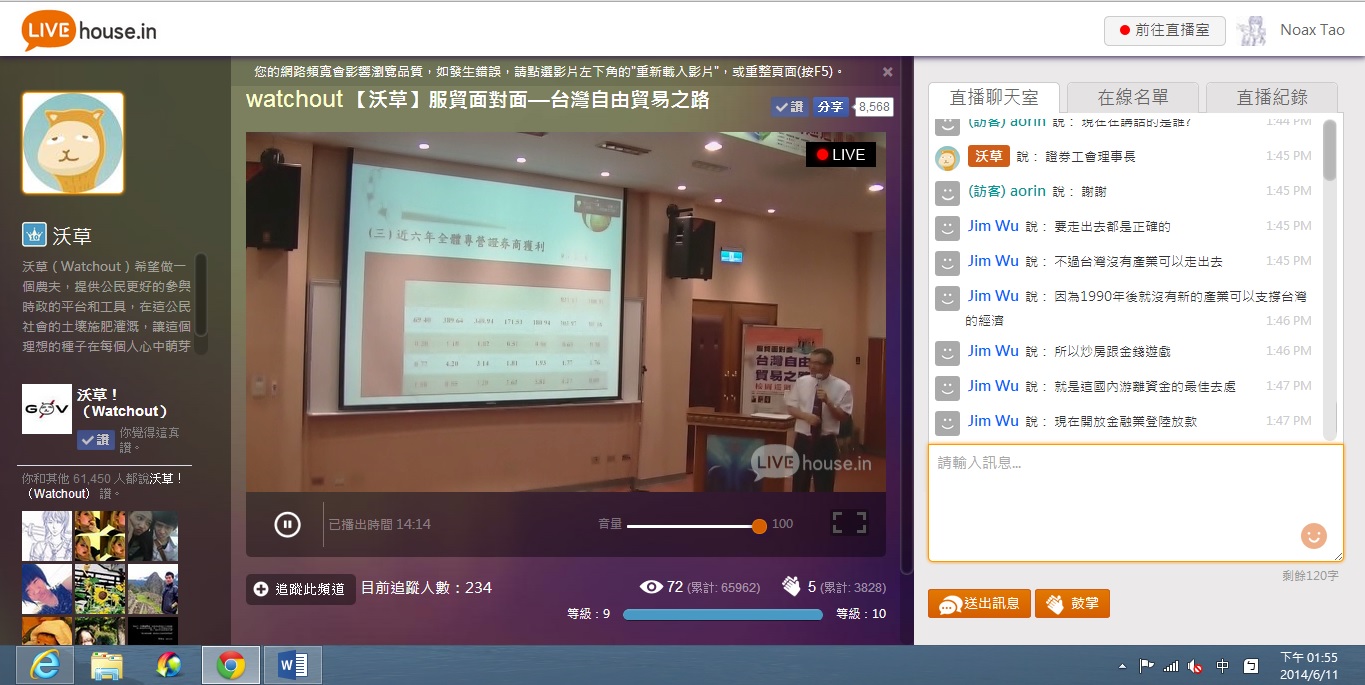 LIVE house.in
前往直播室
Noax Tao
沃草
沃草（Watchout）希望做一
個農夫，提供公民更好的參與
時政的平台和工具，在這公民
社會的土壤施肥灌溉，讓這個
理想的種子在每個人心中萌芽
沃草！
（Watchout）
讚
你覺得這真
讚。
你和其他 61,450 人都說沃草！
（Watchout） 讚。
您的網路頻寬會影響瀏覽品質，如發生錯誤，請點選影片左下角的"重新載入影片"，或重整頁面(按F5)。
watchout 【沃草】服貿面對面—台灣自由貿易之路
讚
分享
8,568
LIVE
(三)近六年全體專營證券商獲利
服貿面對面
台灣自由
貿易之路
LIVE house.in
已播出時間 14:14
音量
100
追蹤此頻道
目前追蹤人數：234
72 (累計: 65962)
5 (累計: 3828)
等級：9
等級：10
直播聊天室
在線名單
直播紀錄
(訪客) aorin 說： 現在在講話的是誰?
1:44 PM
沃草 說： 證券工會理事長
1:45 PM
(訪客) aorin 說： 謝謝
1:45 PM
Jim Wu 說： 要走出去都是正確的
1:45 PM
Jim Wu 說： 不過台灣沒有產業可以走出去
1:45 PM
Jim Wu 說： 因為1990年後就沒有新的產業可以支撐台灣
的經濟
1:46 PM
Jim Wu 說： 所以炒房跟金錢遊戲
1:46 PM
Jim Wu 說： 就是這國內游離資金的最佳去處
1:47 PM
Jim Wu 說： 現在開放金融業登陸放款
1:47 PM
請輸入訊息...
剩餘120字
送出訊息
鼓掌
中
下午 01:55
2014/6/11